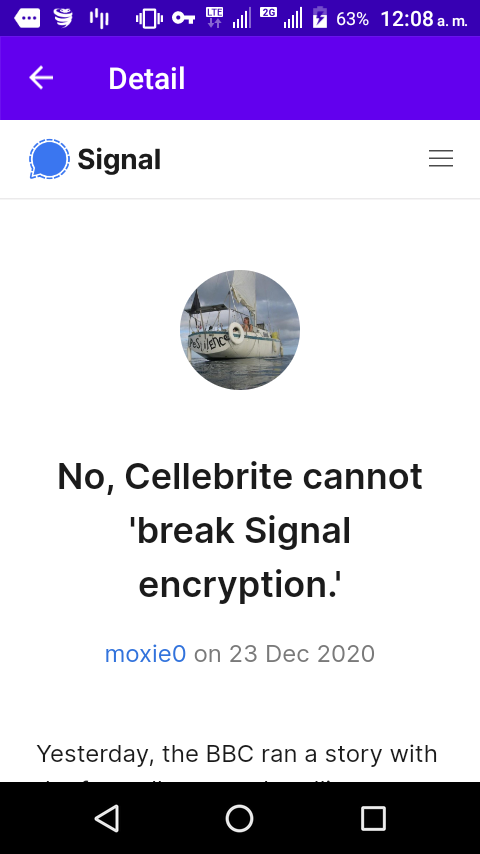 LTE 2G 63% 12:08 a. m.
Detail
Signal
No, Cellebrite cannot
'break Signal
encryption.'
moxie0 on 23 Dec 2020
Yesterday, the BBC ran a story with